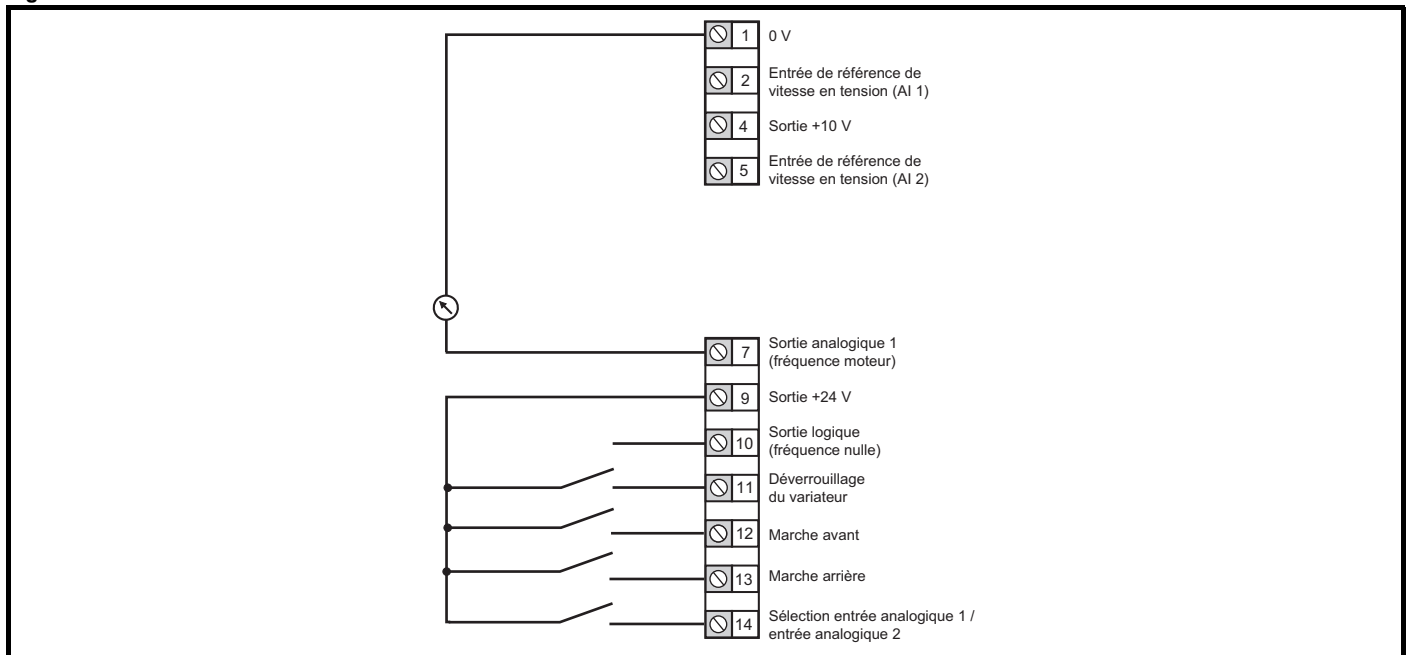 1 0 V
2 Entrée de référence de
vitesse en tension (AI 1)
4 Sortie +10 V
5 Entrée de référence de
vitesse en tension (AI 2)
7 Sortie analogique 1
(fréquence moteur)
9 Sortie +24 V
10 Sortie logique
(fréquence nulle)
11 Déverrouillage
du variateur
12 Marche avant
13 Marche arrière
14 Sélection entrée analogique 1 /
entrée analogique 2